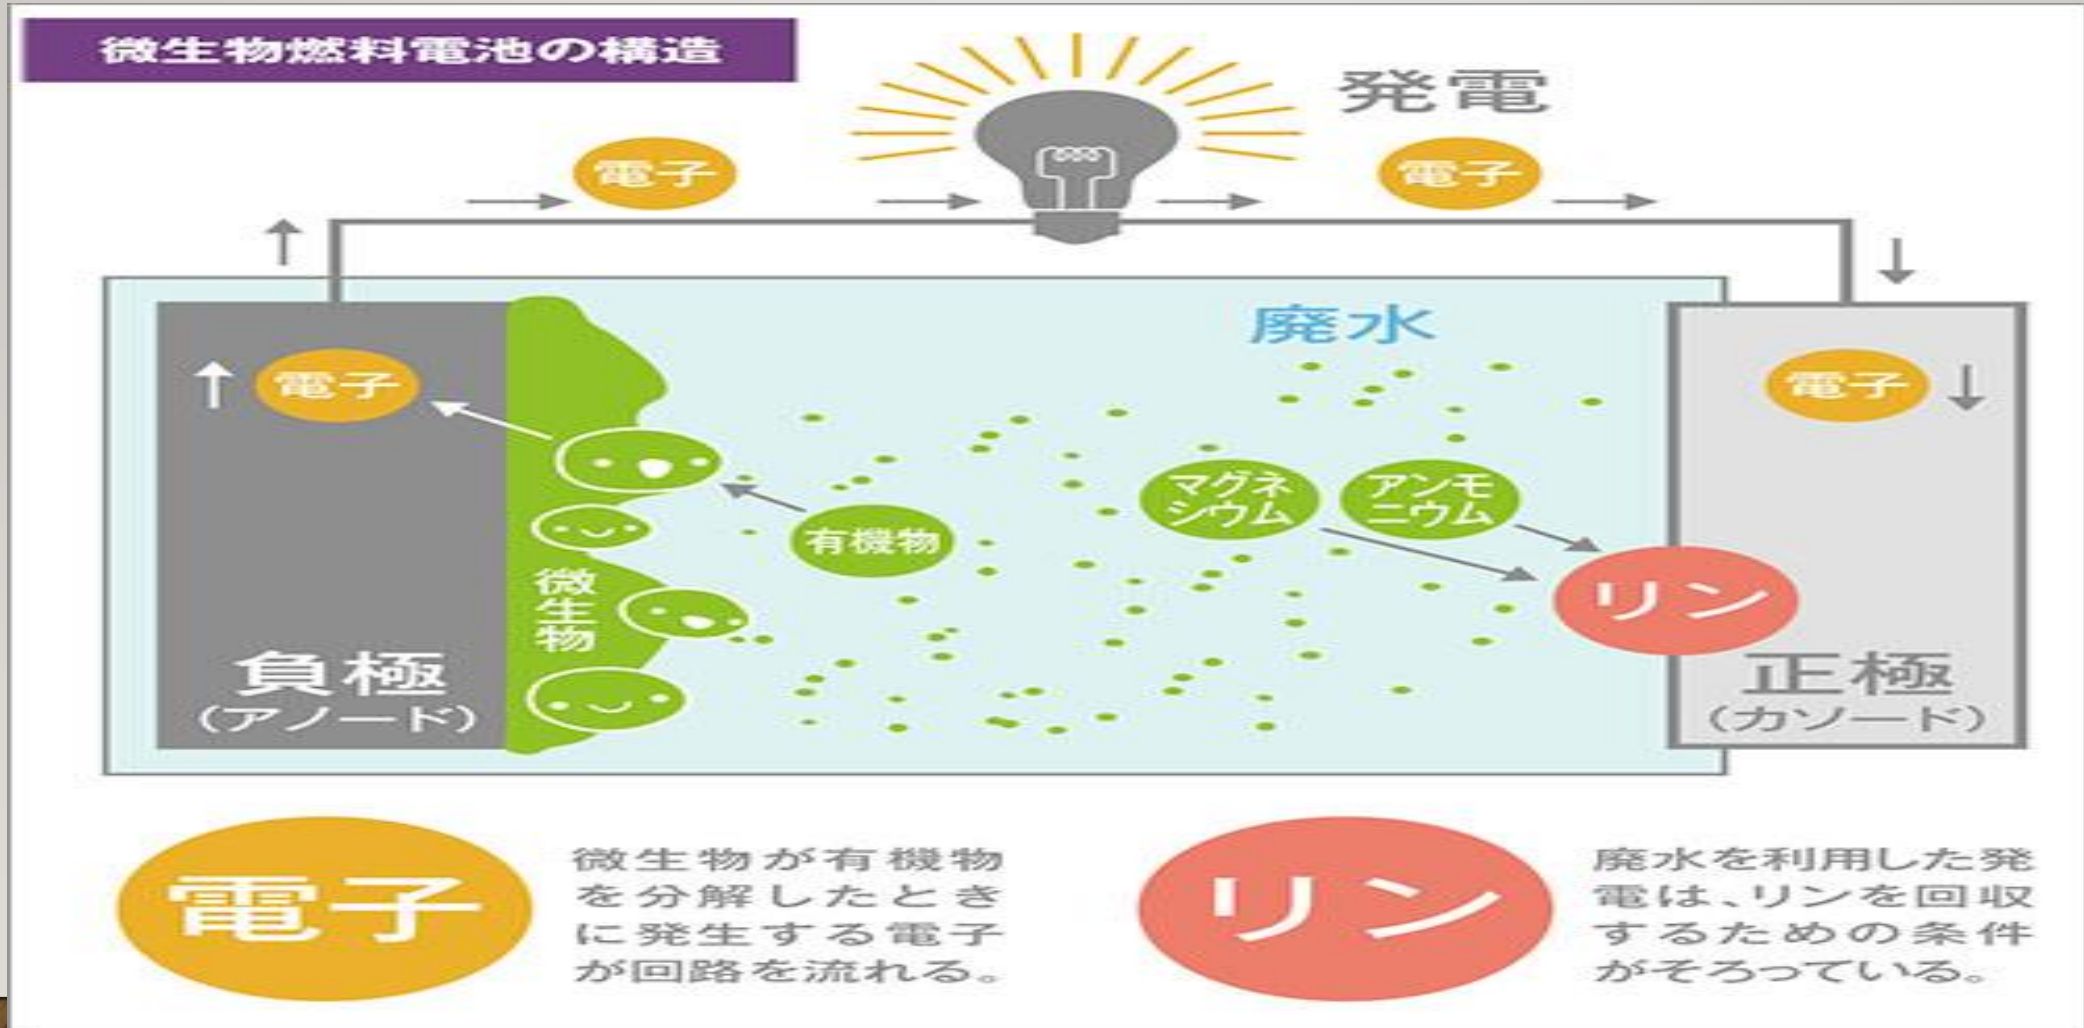 微生物燃料電池の構造
発電
電子
電子
廃水
電子
電子
マグネ
シウム
アンモ
ニウム
有機物
微生物
リン
負極
(アノード)
正極
(カソード)
電子
微生物が有機物
を分解したとき
に発生する電子
が回路を流れる。
リン
廃水を利用した発
電は、リンを回収
するための条件
がそろっている。